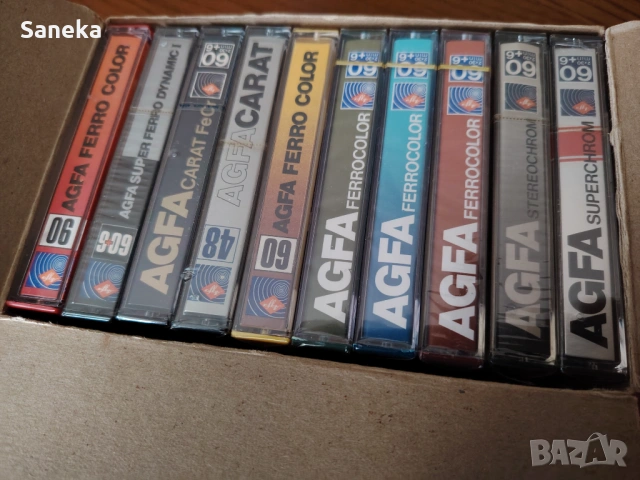 Saneka
AGFA FERRO COLOR 90
AGFA SUPER FERRO DYNAMIC I 60+6
AGFA CARAT FeCr 60+6
AGFA CARAT 48
AGFA FERRO COLOR 60
AGFA FERROCOLOR 60+6
AGFA FERROCOLOR 60+6
AGFA FERROCOLOR 60+6
AGFA STEREOCHROM 60+6
AGFA SUPERCHROM 60+6
BAZAR